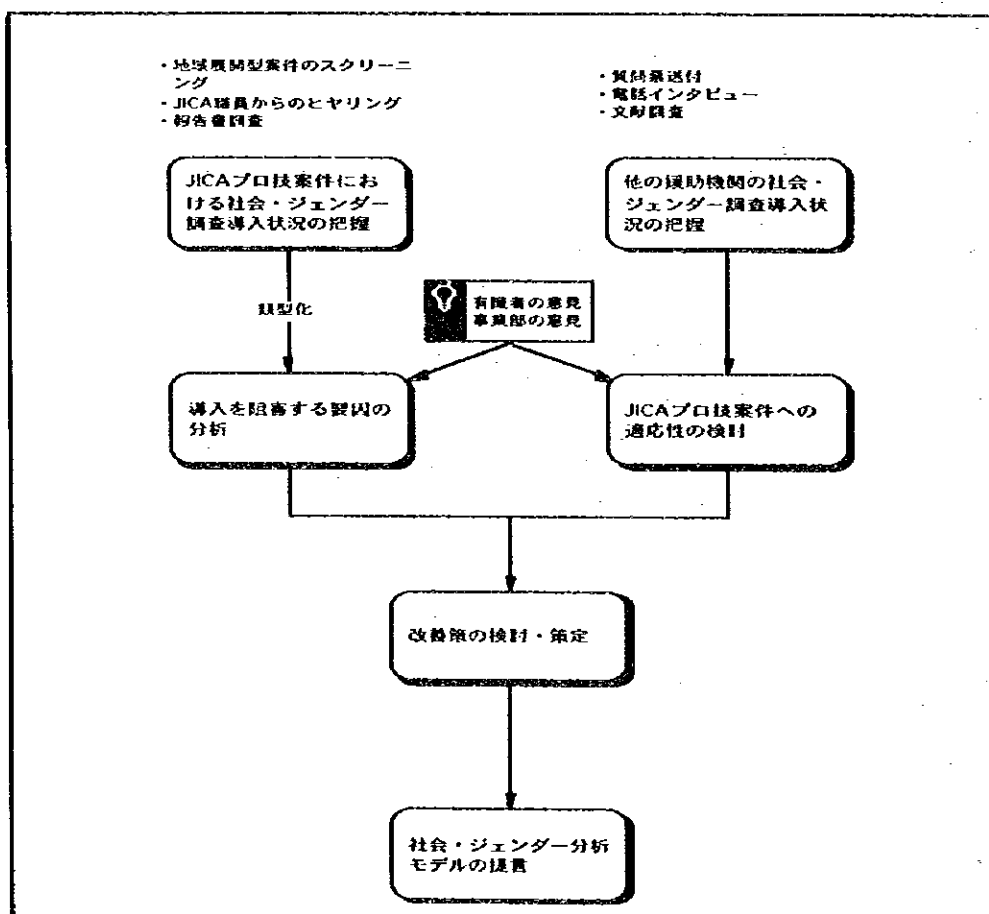 ・地域展開型案件のスクリーニ
ング
・JICA職員からのヒヤリング
・報告書調査
・質問票送付
・電話インタビュー
・文献調査
JICAプロ技案件にお
ける社会・ジェンダー
調査導入状況の把握
他の援助機関の社会・
ジェンダー調査導入状
況の把握
類型化
有識者の意見
事業部の意見
導入を阻害する要因の
分析
JICAプロ技案件への
適応性の検討
改善策の検討・策定
社会・ジェンダー分析
モデルの提言